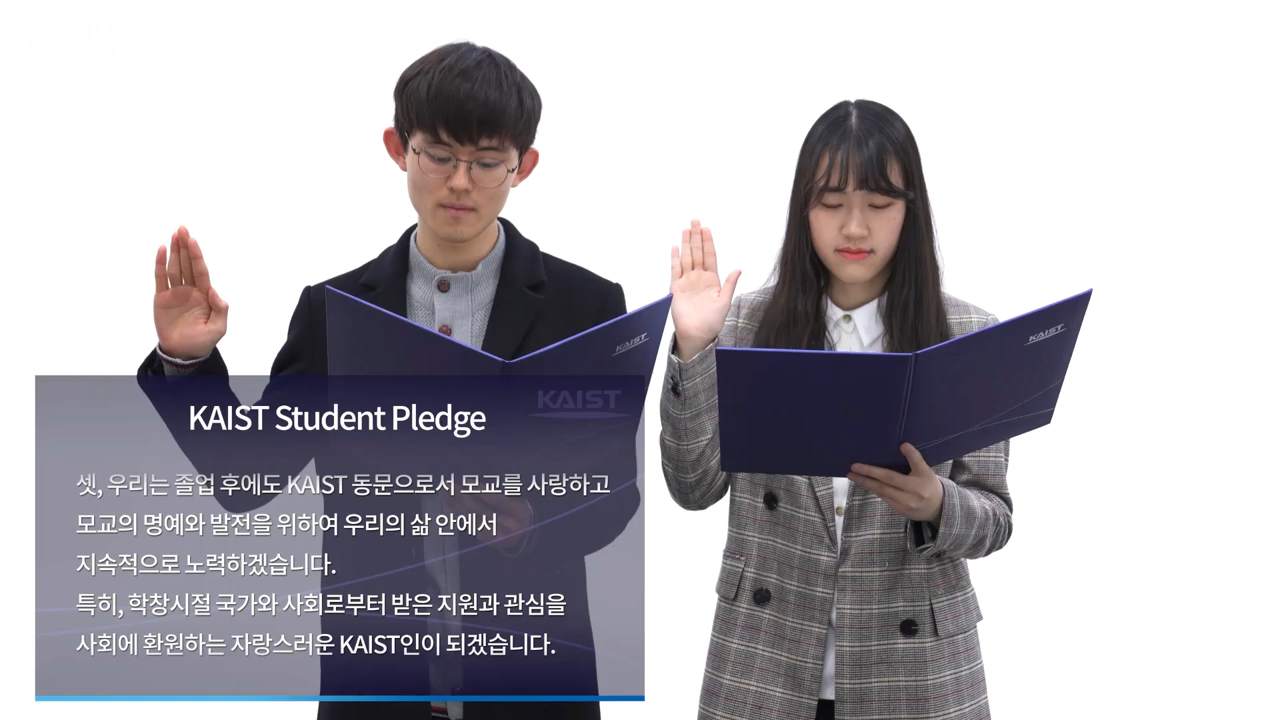 KAIST
KAIST
KAIST
KAIST Student Pledge
셋, 우리는 졸업 후에도 KAIST 동문으로서 모교를 사랑하고
모교의 명예와 발전을 위하여 우리의 삶 안에서
지속적으로 노력하겠습니다.
특히, 학창시절 국가와 사회로부터 받은 지원과 관심을
사회에 환원하는 자랑스러운 KAIST인이 되겠습니다.